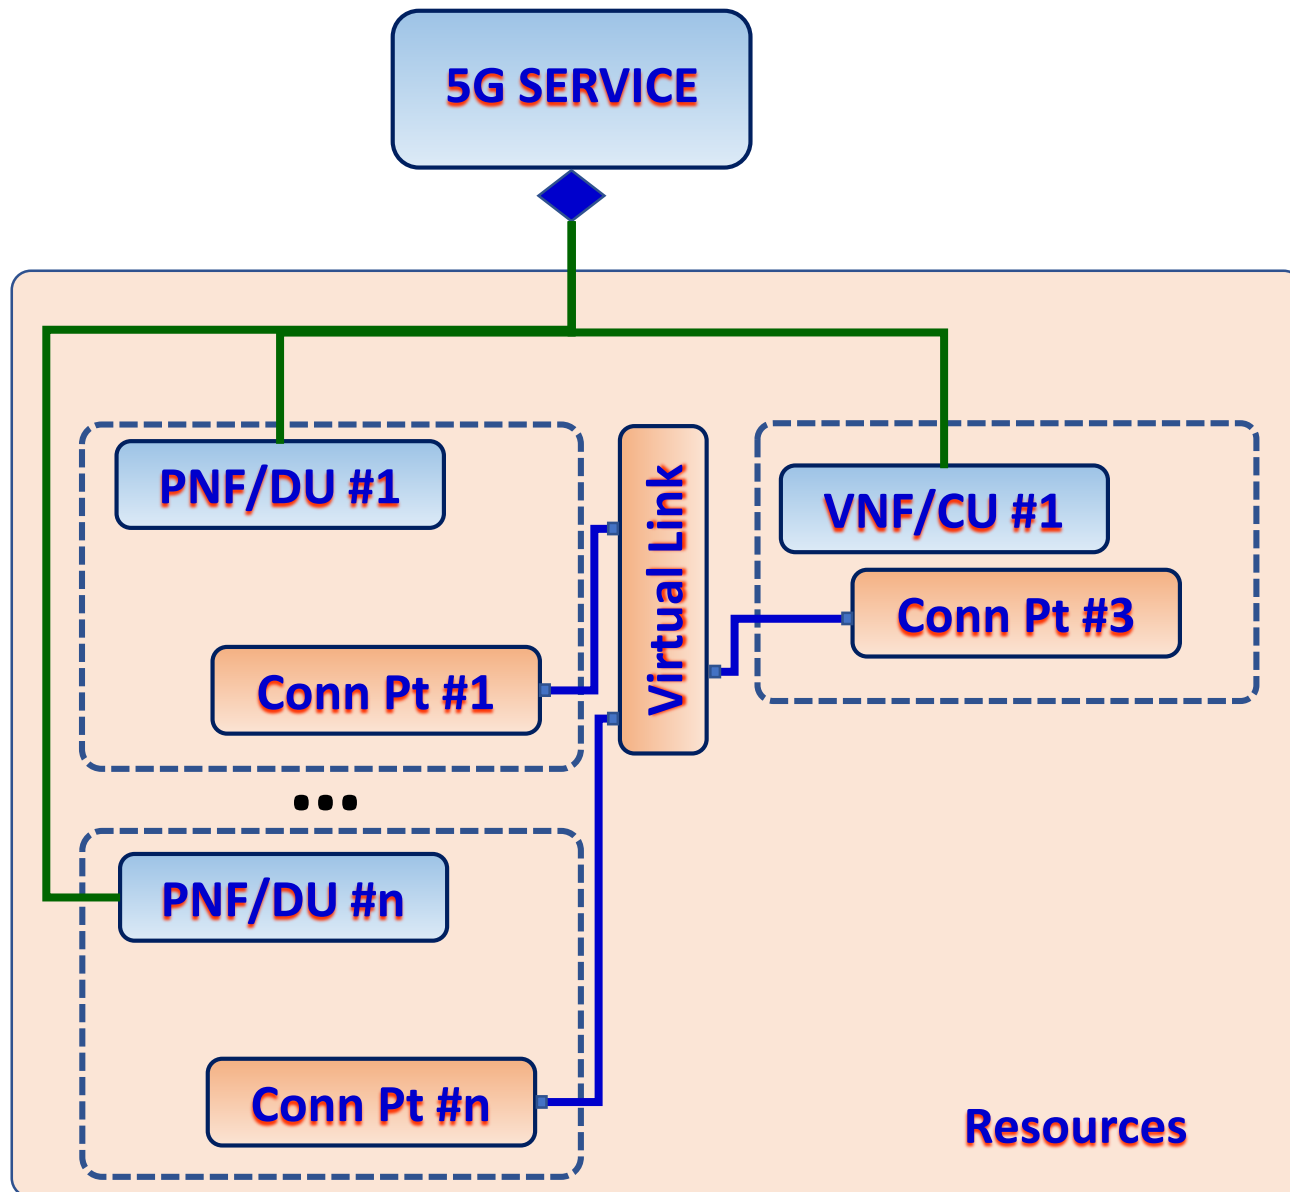 5G SERVICE
PNF/DU #1
Conn Pt #1
Virtual Link
VNF/CU #1
Conn Pt #3
...
PNF/DU #n
Conn Pt #n
Resources